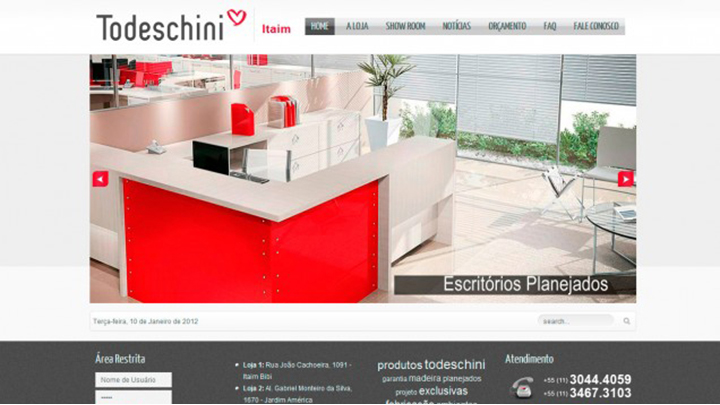 Todeschini Itaim
HOME A LOJA SHOW ROOM NOTÍCIAS ORÇAMENTO FAQ FALE CONOSCO
Escritórios Planejados
Terça-feira, 10 de Janeiro de 2012
search...
Área Restrita
Nome de Usuário
Loja 1: Rua João Cachoeira, 1091 -
Itaim Bibi
Loja 2: Al. Gabriel Monteiro da Silva,
1670 - Jardim América
produtos todeschini
garantia madeira planejados
projeto exclusivas
fabricação ambientes
Atendimento
+55 (11) 3044.4059
+55 (11) 3467.3103